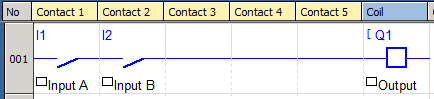 No Contact 1 Contact 2 Contact 3 Contact 4 Contact 5 Coil
I1 I2 [ Q1
001
Input A Input B Output